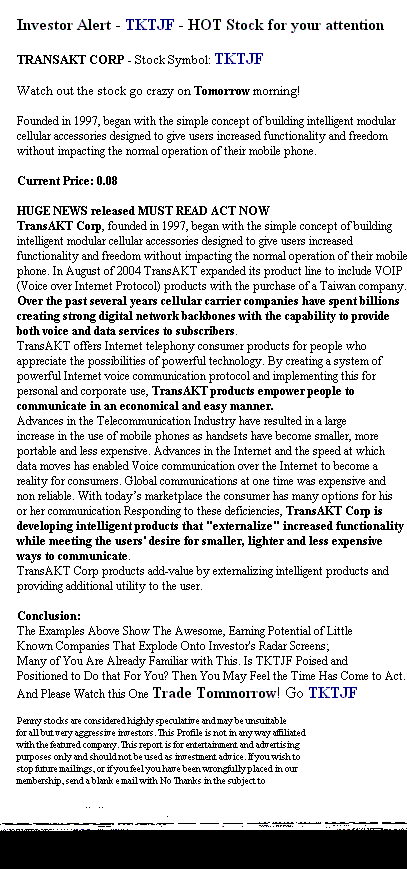 Investor Alert - TKTJF - HOT Stock for your attention
TRANSAKT CORP - Stock Symbol: TKTJF
Watch out the stock go crazy on Tomorrow morning!
Founded in 1997, began with the simple concept of building intelligent modular
cellular accessories designed to give users increased functionality and freedom
without impacting the normal operation of their mobile phone.
Current Price: 0.08
HUGE NEWS released MUST READ ACT NOW
TransAKT Corp, founded in 1997, began with the simple concept of building
intelligent modular cellular accessories designed to give users increased
functionality and freedom without impacting the normal operation of their mobile
phone. In August of 2004 TransAKT expanded its product line to include VOIP
(Voice over Internet Protocol) products with the purchase of a Taiwan company.
Over the past several years cellular carrier companies have spent billions
creating strong digital network backbones with the capability to provide
both voice and data services to subscribers.
TransAKT offers Internet telephony consumer products for people who
appreciate the possibilities of powerful technology. By creating a system of
powerful Internet voice communication protocol and implementing this for
personal and corporate use, TransAKT products empower people to
communicate in an economical and easy manner.
Advances in the Telecommunication Industry have resulted in a large
increase in the use of mobile phones as handsets have become smaller, more
portable and less expensive. Advances in the Internet and the speed at which
data moves has enabled Voice communication over the Internet to become a
reality for consumers. Global communications at one time was expensive and
non reliable. With today's marketplace the consumer has many options for his
or her communication Responding to these deficiencies, TransAKT Corp is
developing intelligent products that "externalize" increased functionality
while meeting the users' desire for smaller, lighter and less expensive
ways to communicate.
TransAKT Corp products add-value by externalizing intelligent products and
providing additional utility to the user.
Conclusion:
The Examples Above Show The Awesome, Earning Potential of Little
Known Companies That Explode Onto Investor's Radar Screens;
Many of You Are Already Familiar with This. Is TKTJF Poised and
Positioned to Do that For You? Then You May Feel the Time Has Come to Act.
And Please Watch this One Trade Tommorrow! Go TKTJF
Penny stocks are considered highly speculative and may be unsuitable
for all but very aggressive investors. This Profile is not in any way affiliated
with the featured company. This report is for entertainment and advertising
purposes only and should not be used as investment advice. If you wish to
stop future mailings, or if you feel you have been wrongfully placed in our
membership, send a blank e mail with No Thanks in the subject to